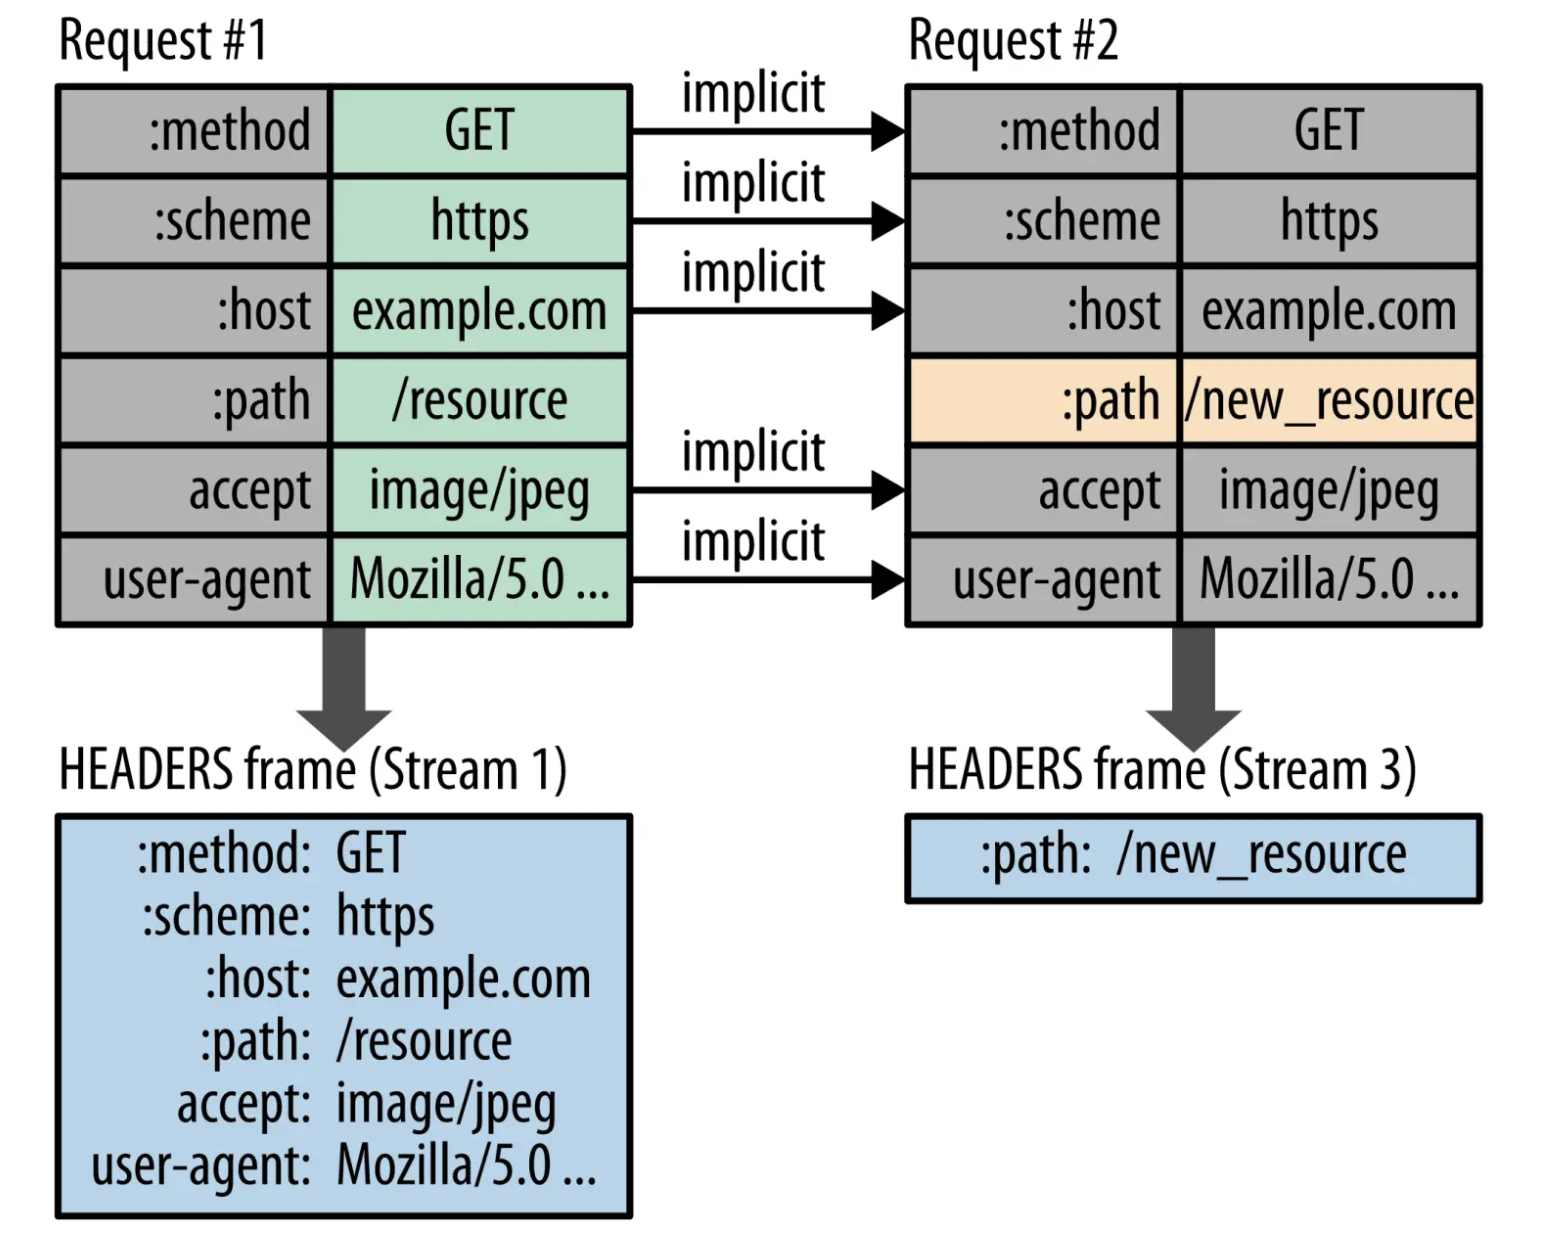 Request #1
:method GET
:scheme https
:host example.com
:path /resource
accept image/jpeg
user-agent Mozilla/5.0 ...
implicit
implicit
implicit
implicit
implicit
Request #2
:method GET
:scheme https
:host example.com
:path /new_resource
accept image/jpeg
user-agent Mozilla/5.0 ...
HEADERS frame (Stream 1)
:method: GET
:scheme: https
:host: example.com
:path: /resource
accept: image/jpeg
user-agent: Mozilla/5.0 ...
HEADERS frame (Stream 3)
:path: /new_resource